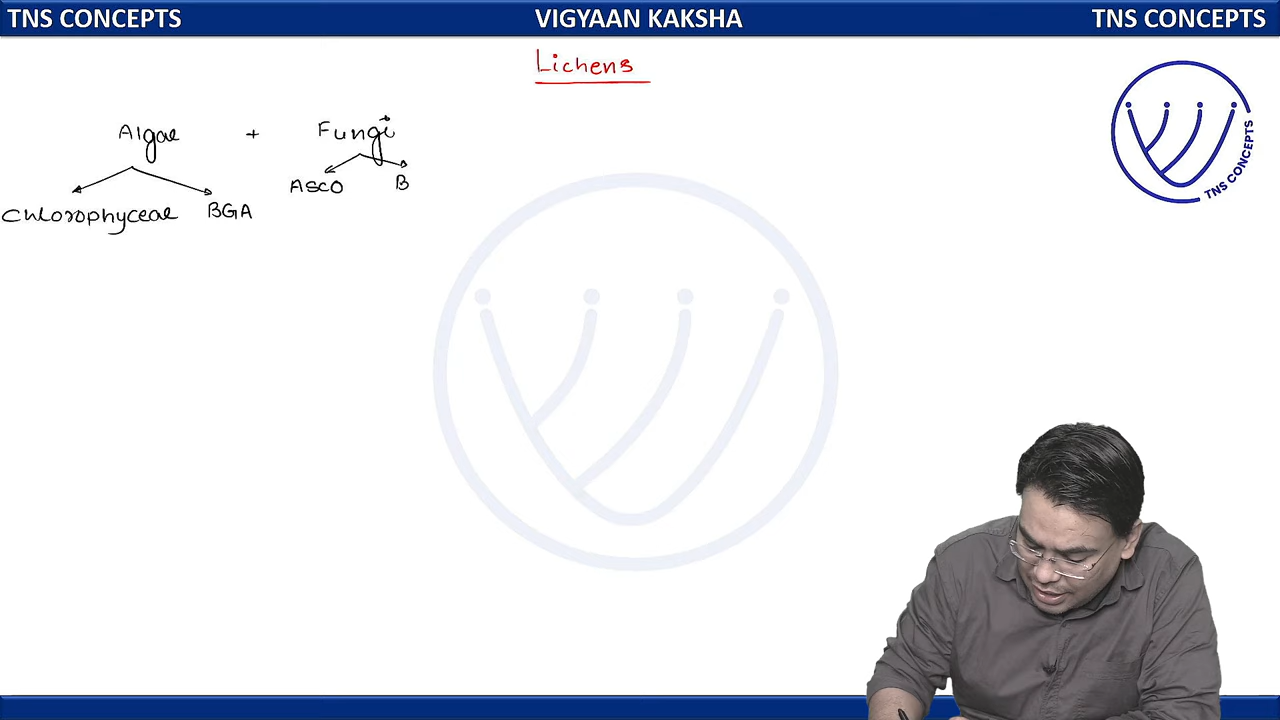 TNS CONCEPTS VIGYAAN KAKSHA TNS CONCEPTS
Lichens
Algae + Fungi
ASCO B
Chlorophyceae BGA
TNS CONCEPTS